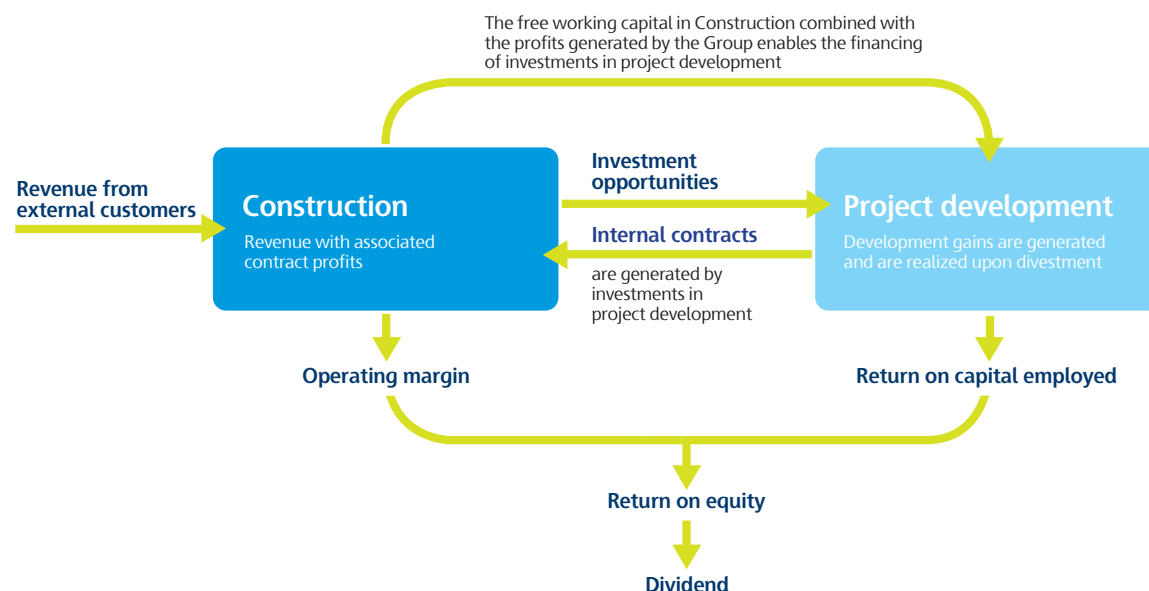 The free working capital in Construction combined with
the profits generated by the Group enables the financing
of investments in project development
Revenue from
external customers
Construction
Revenue with associated
contract profits
Investment
opportunities
Internal contracts
are generated by
investments in
project development
Project development
Development gains are generated
and are realized upon divestment
Operating margin
Return on capital employed
Return on equity
Dividend